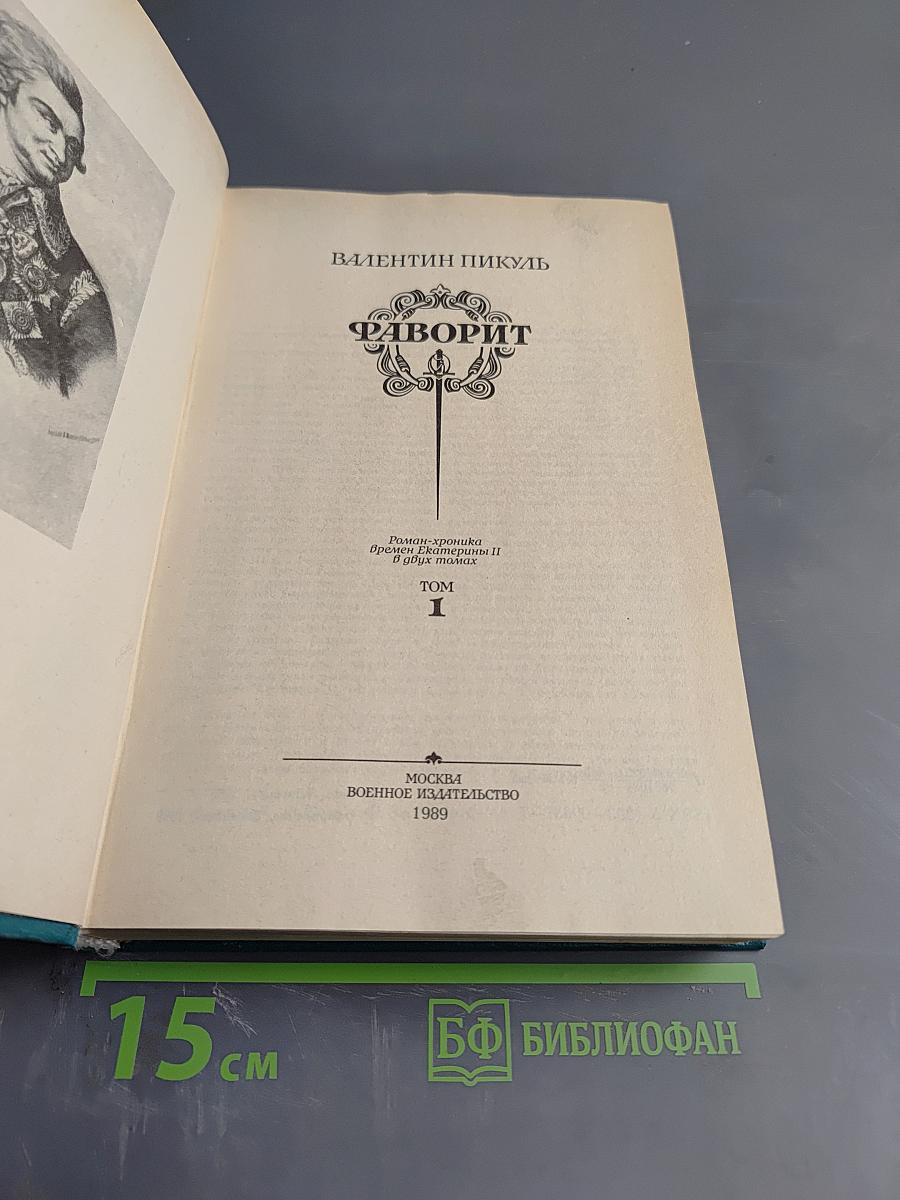 ВАЛЕНТИН ПИКУЛЬ
ФАВОРИТ
Роман-хроника
времен Екатерины II
в двух томах
ТОМ
1
МОСКВА
ВОЕННОЕ ИЗДАТЕЛЬСТВО
1989
15 см
БФ БИБЛИОФАН